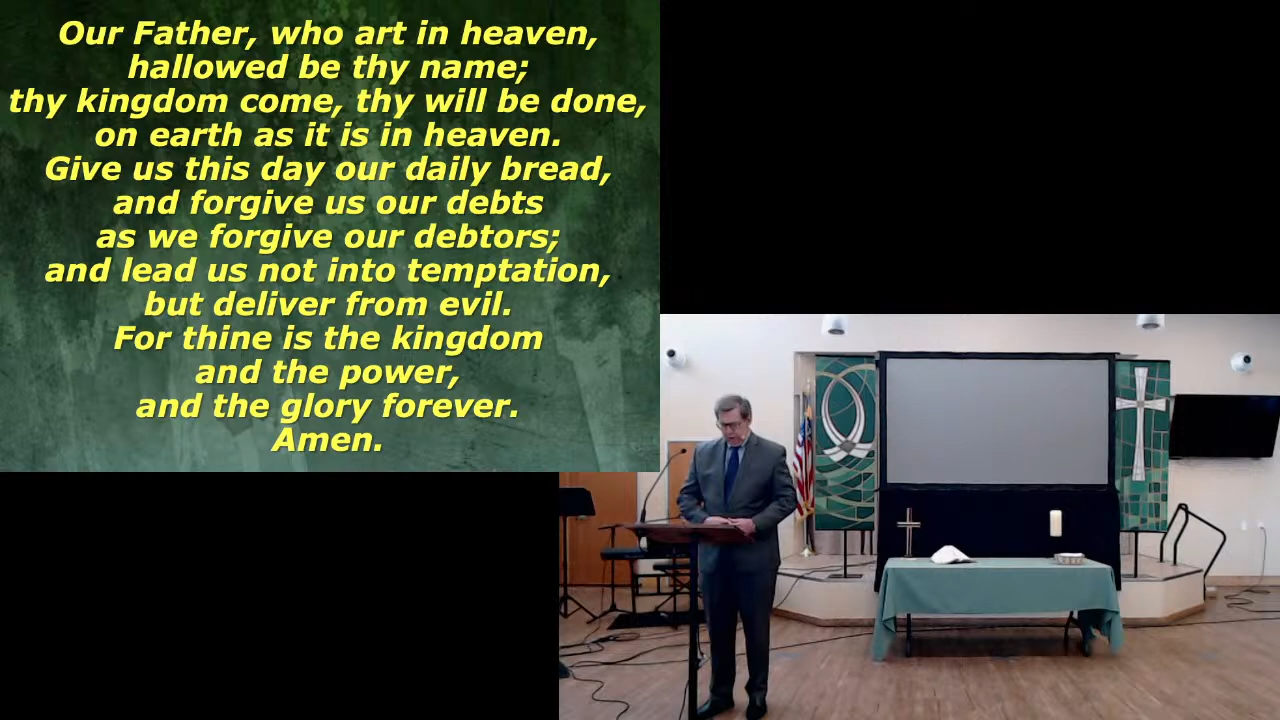 Our Father, who art in heaven,
hallowed be thy name;
thy kingdom come, thy will be done,
on earth as it is in heaven.
Give us this day our daily bread,
and forgive us our debts
as we forgive our debtors;
and lead us not into temptation,
but deliver from evil.
For thine is the kingdom
and the power,
and the glory forever.
Amen.